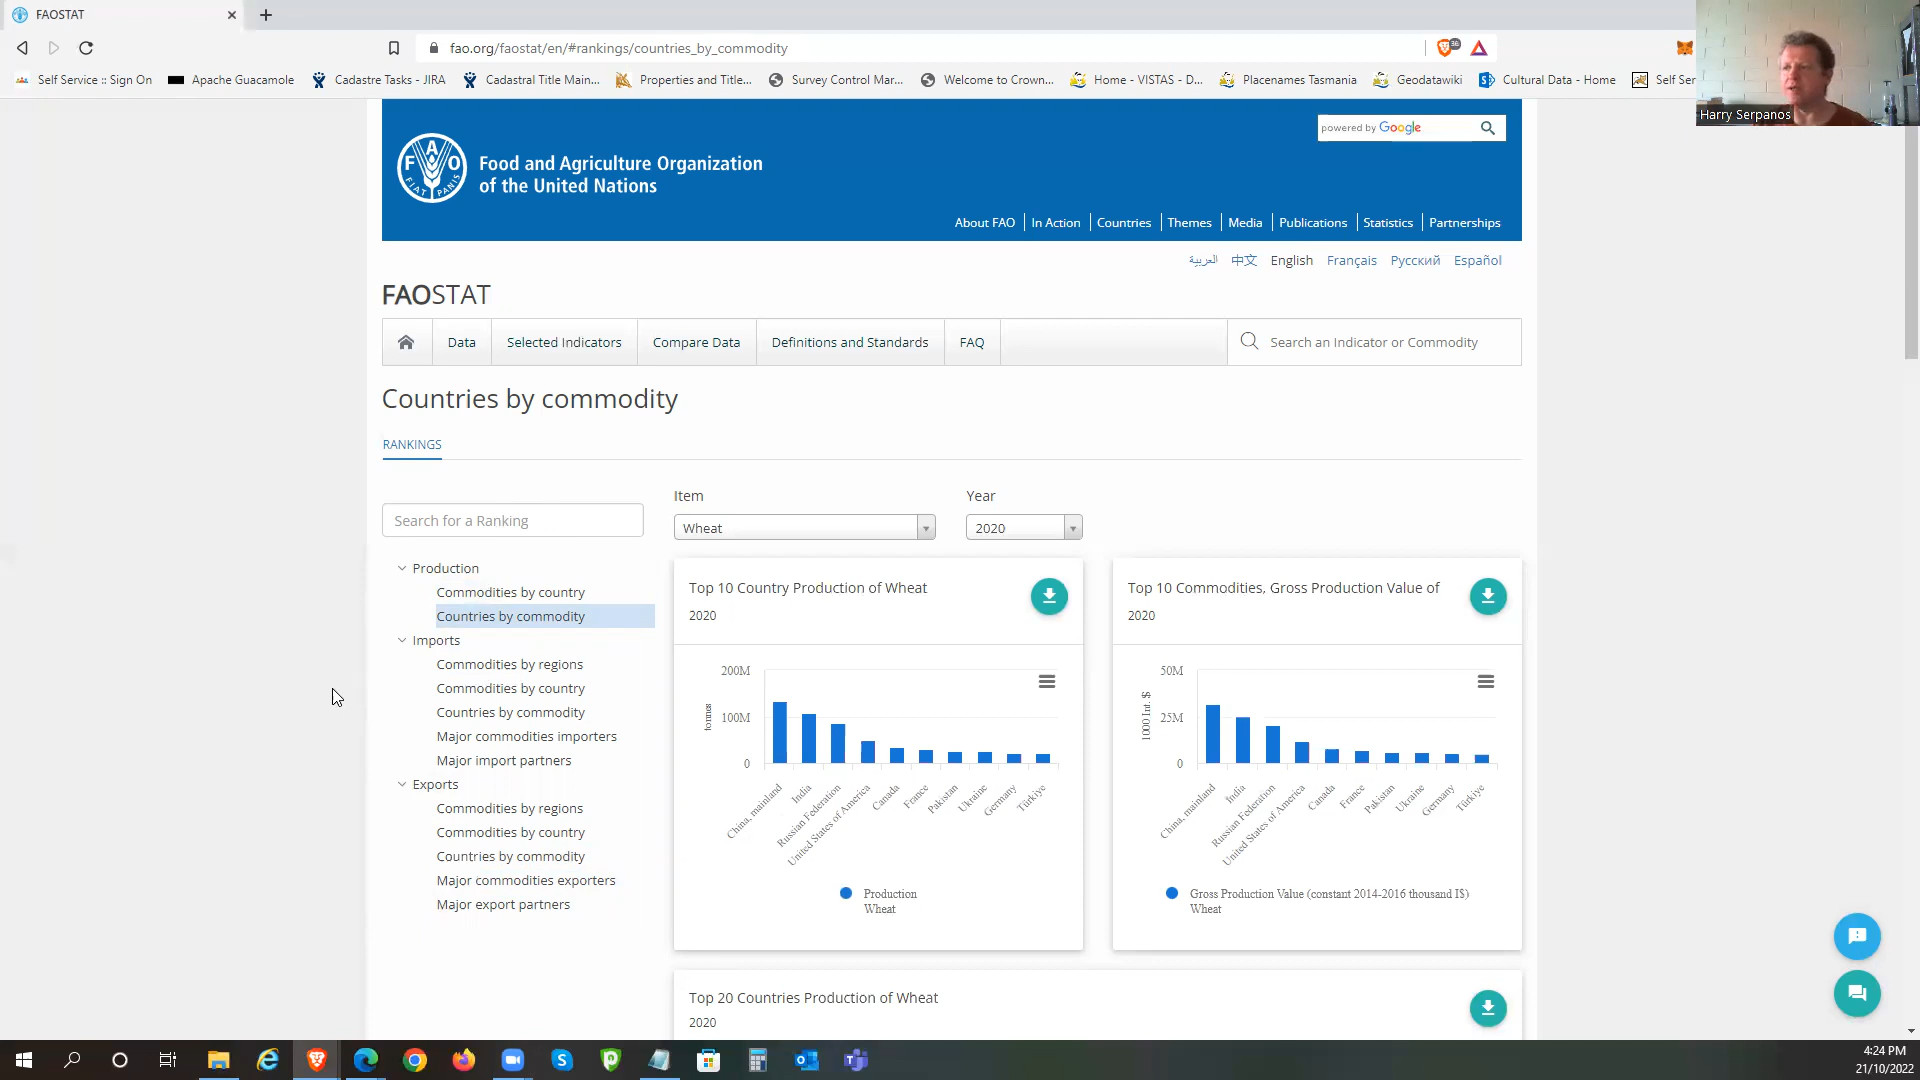 FAOSTAT
fao.org/faostat/en/#rankings/countries_by_commodity
Self Service :: Sign On
Apache Guacamole
Cadastre Tasks - JIRA
Cadastral Title Main...
Properties and Title...
Survey Control Mar...
Welcome to Crown...
Home - VISTAS - D...
Placenames Tasmania
Geodatawiki
Cultural Data - Home
Self Ser
Harry Serpanos
FAO
FIAT PANIS
Food and Agriculture Organization
of the United Nations
powered by Google
About FAO
In Action
Countries
Themes
Media
Publications
Statistics
Partnerships
العربية
中文
English
Français
Русский
Español
FAOSTAT
Data
Selected Indicators
Compare Data
Definitions and Standards
FAQ
Search an Indicator or Commodity
Countries by commodity
RANKINGS
Search for a Ranking
Production
Commodities by country
Countries by commodity
Imports
Commodities by regions
Commodities by country
Countries by commodity
Major commodities importers
Major import partners
Exports
Commodities by regions
Commodities by country
Countries by commodity
Major commodities exporters
Major export partners
Item
Wheat
Year
2020
Top 10 Country Production of Wheat
2020
200M
100M
0
tonnes
China, mainland
India
Russian Federation
United States of America
Canada
France
Pakistan
Ukraine
Germany
Türkiye
Production
Wheat
Top 10 Commodities, Gross Production Value of
2020
50M
25M
0
1000 Int. $
China, mainland
India
Russian Federation
United States of America
Canada
France
Pakistan
Ukraine
Germany
Türkiye
Gross Production Value (constant 2014-2016 thousand I$)
Wheat
Top 20 Countries Production of Wheat
2020
4:24 PM
21/10/2022